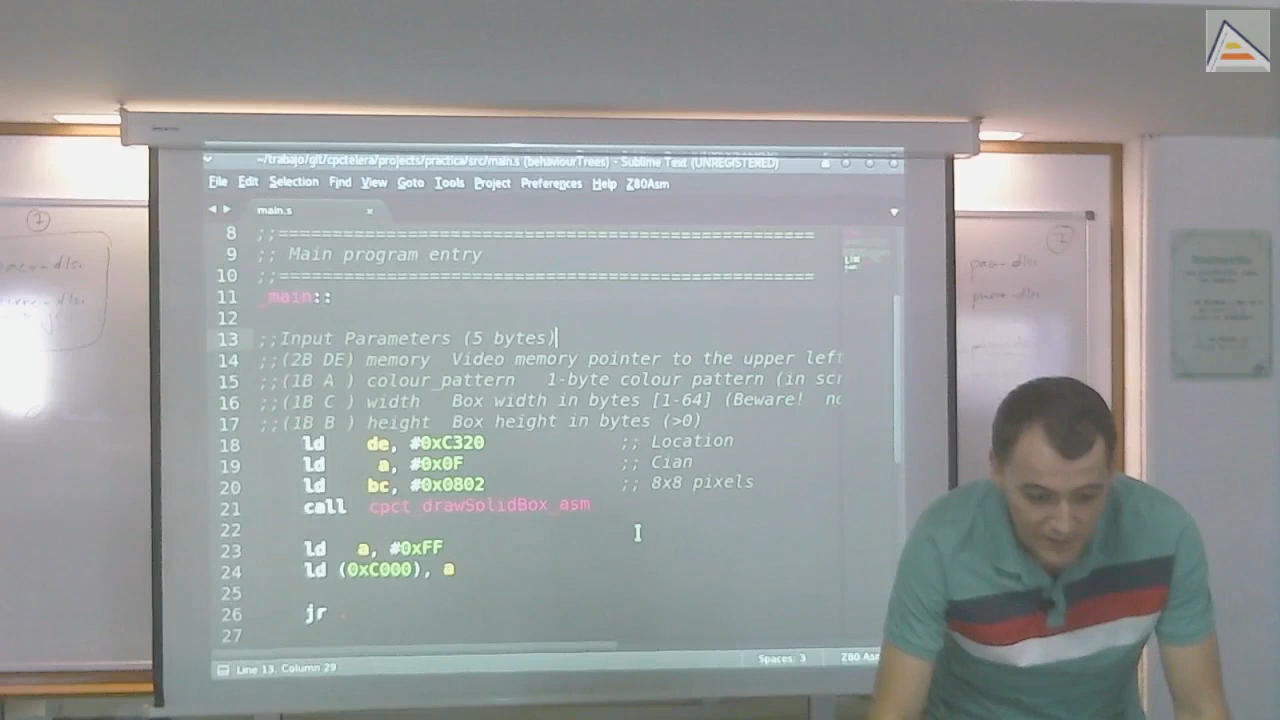 ~/trabajo/git/cpctelera/projects/practica/src/main.s (behaviourTrees) - Sublime Text (UNREGISTERED)
File Edit Selection Find View Goto Tools Project Preferences Help Z80Asm
main.s ×
8 ;;==================================================
9 ;; Main program entry
10 ;;==================================================
11 _main::
12
13 ;;Input Parameters (5 bytes)
14 ;;(2B DE) memory Video memory pointer to the upper left
15 ;;(1B A ) colour_pattern 1-byte colour pattern (in scr
16 ;;(1B C ) width Box width in bytes [1-64] (Beware! no
17 ;;(1B B ) height Box height in bytes (>0)
18 ld de, #0xC320 ;; Location
19 ld a, #0x0F ;; Cian
20 ld bc, #0x0802 ;; 8x8 pixels
21 call cpct_drawSolidBox_asm
22
23 ld a, #0xFF
24 ld (0xC000), a
25
26 jr .
27
Line 13, Column 29 Spaces: 3 Z80 Asm